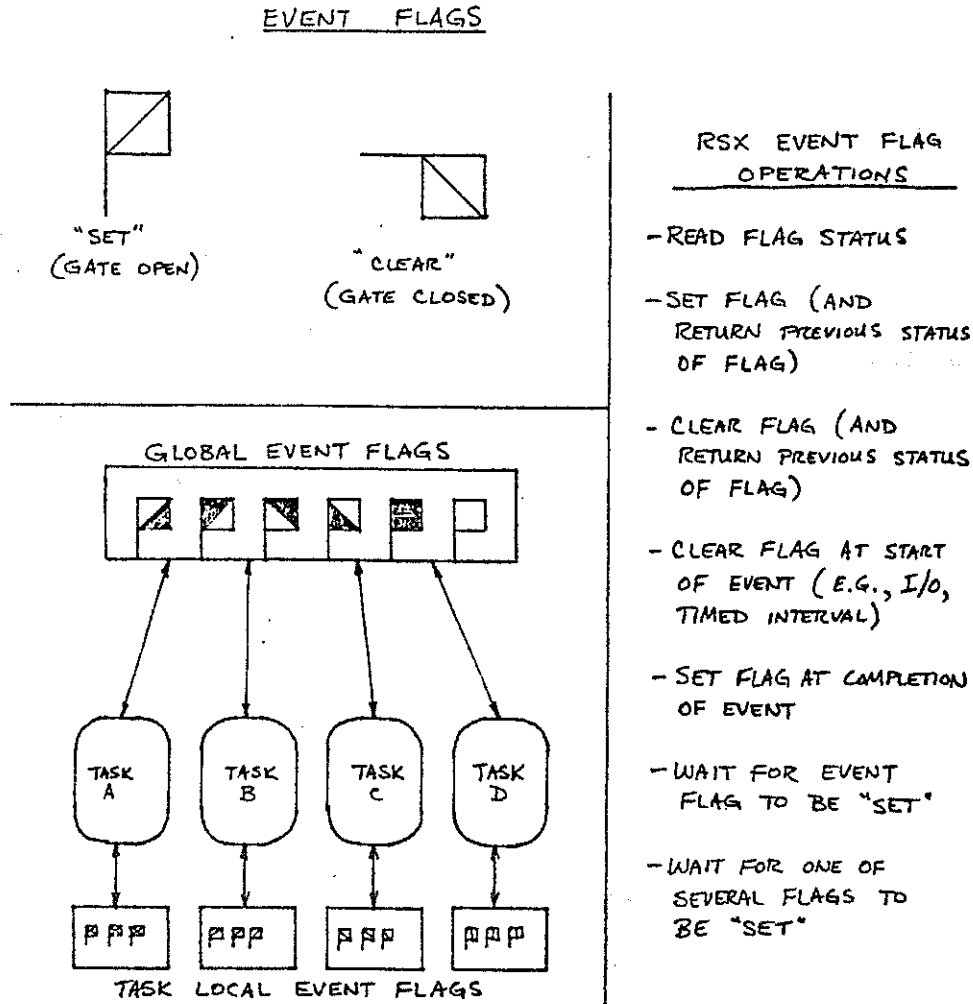 EVENT FLAGS
"SET"
(GATE OPEN)
"CLEAR"
(GATE CLOSED)
GLOBAL EVENT FLAGS
TASK
A
TASK
B
TASK
C
TASK
D
TASK LOCAL EVENT FLAGS
RSX EVENT FLAG
OPERATIONS
- READ FLAG STATUS
- SET FLAG (AND
RETURN PREVIOUS STATUS
OF FLAG)
- CLEAR FLAG (AND
RETURN PREVIOUS STATUS
OF FLAG)
- CLEAR FLAG AT START
OF EVENT (E.G., I/O,
TIMED INTERVAL)
- SET FLAG AT COMPLETION
OF EVENT
- WAIT FOR EVENT
FLAG TO BE "SET"
- WAIT FOR ONE OF
SEVERAL FLAGS TO
BE "SET"